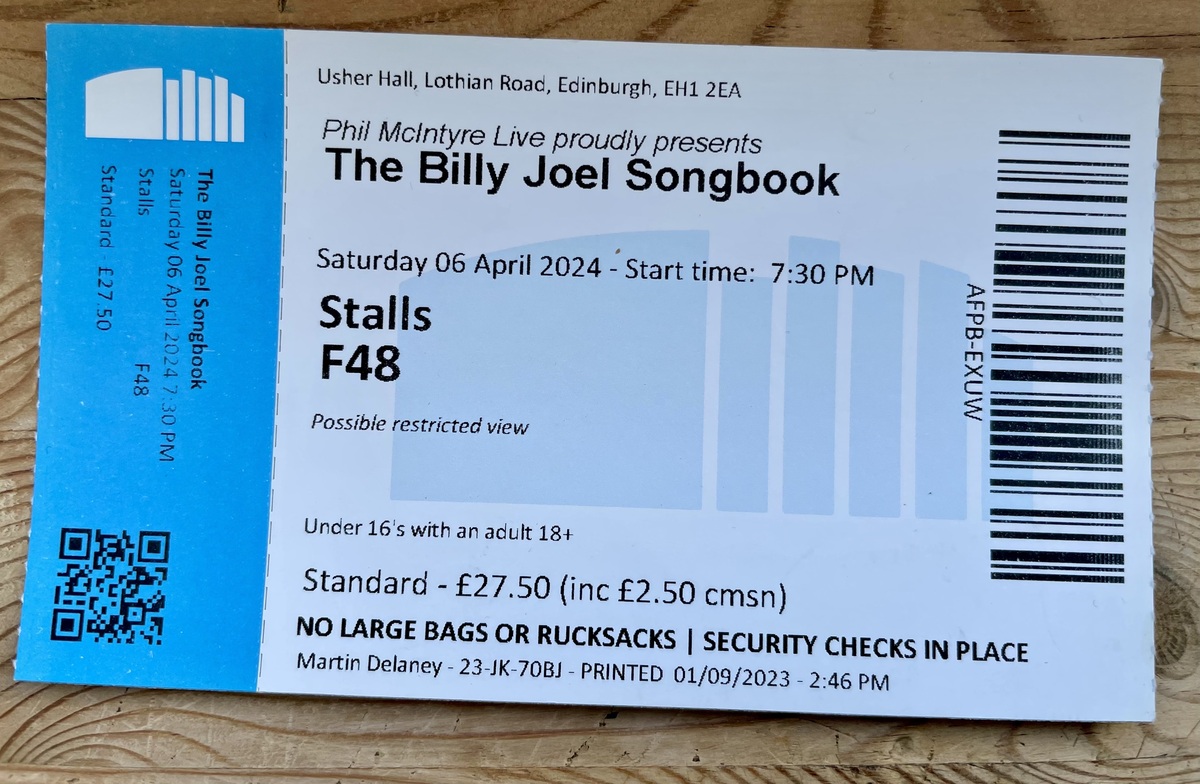 The Billy Joel Songbook
Saturday 06 April 2024 7:30 PM
Stalls F48
Standard - £27.50
Usher Hall, Lothian Road, Edinburgh, EH1 2EA
Phil McIntyre Live proudly presents
The Billy Joel Songbook
Saturday 06 April 2024 - Start time: 7:30 PM
Stalls
F48
Possible restricted view
Under 16's with an adult 18+
Standard - £27.50 (inc £2.50 cmsn)
NO LARGE BAGS OR RUCKSACKS | SECURITY CHECKS IN PLACE
Martin Delaney - 23-JK-70BJ - PRINTED 01/09/2023 - 2:46 PM
AFPB-EXUW